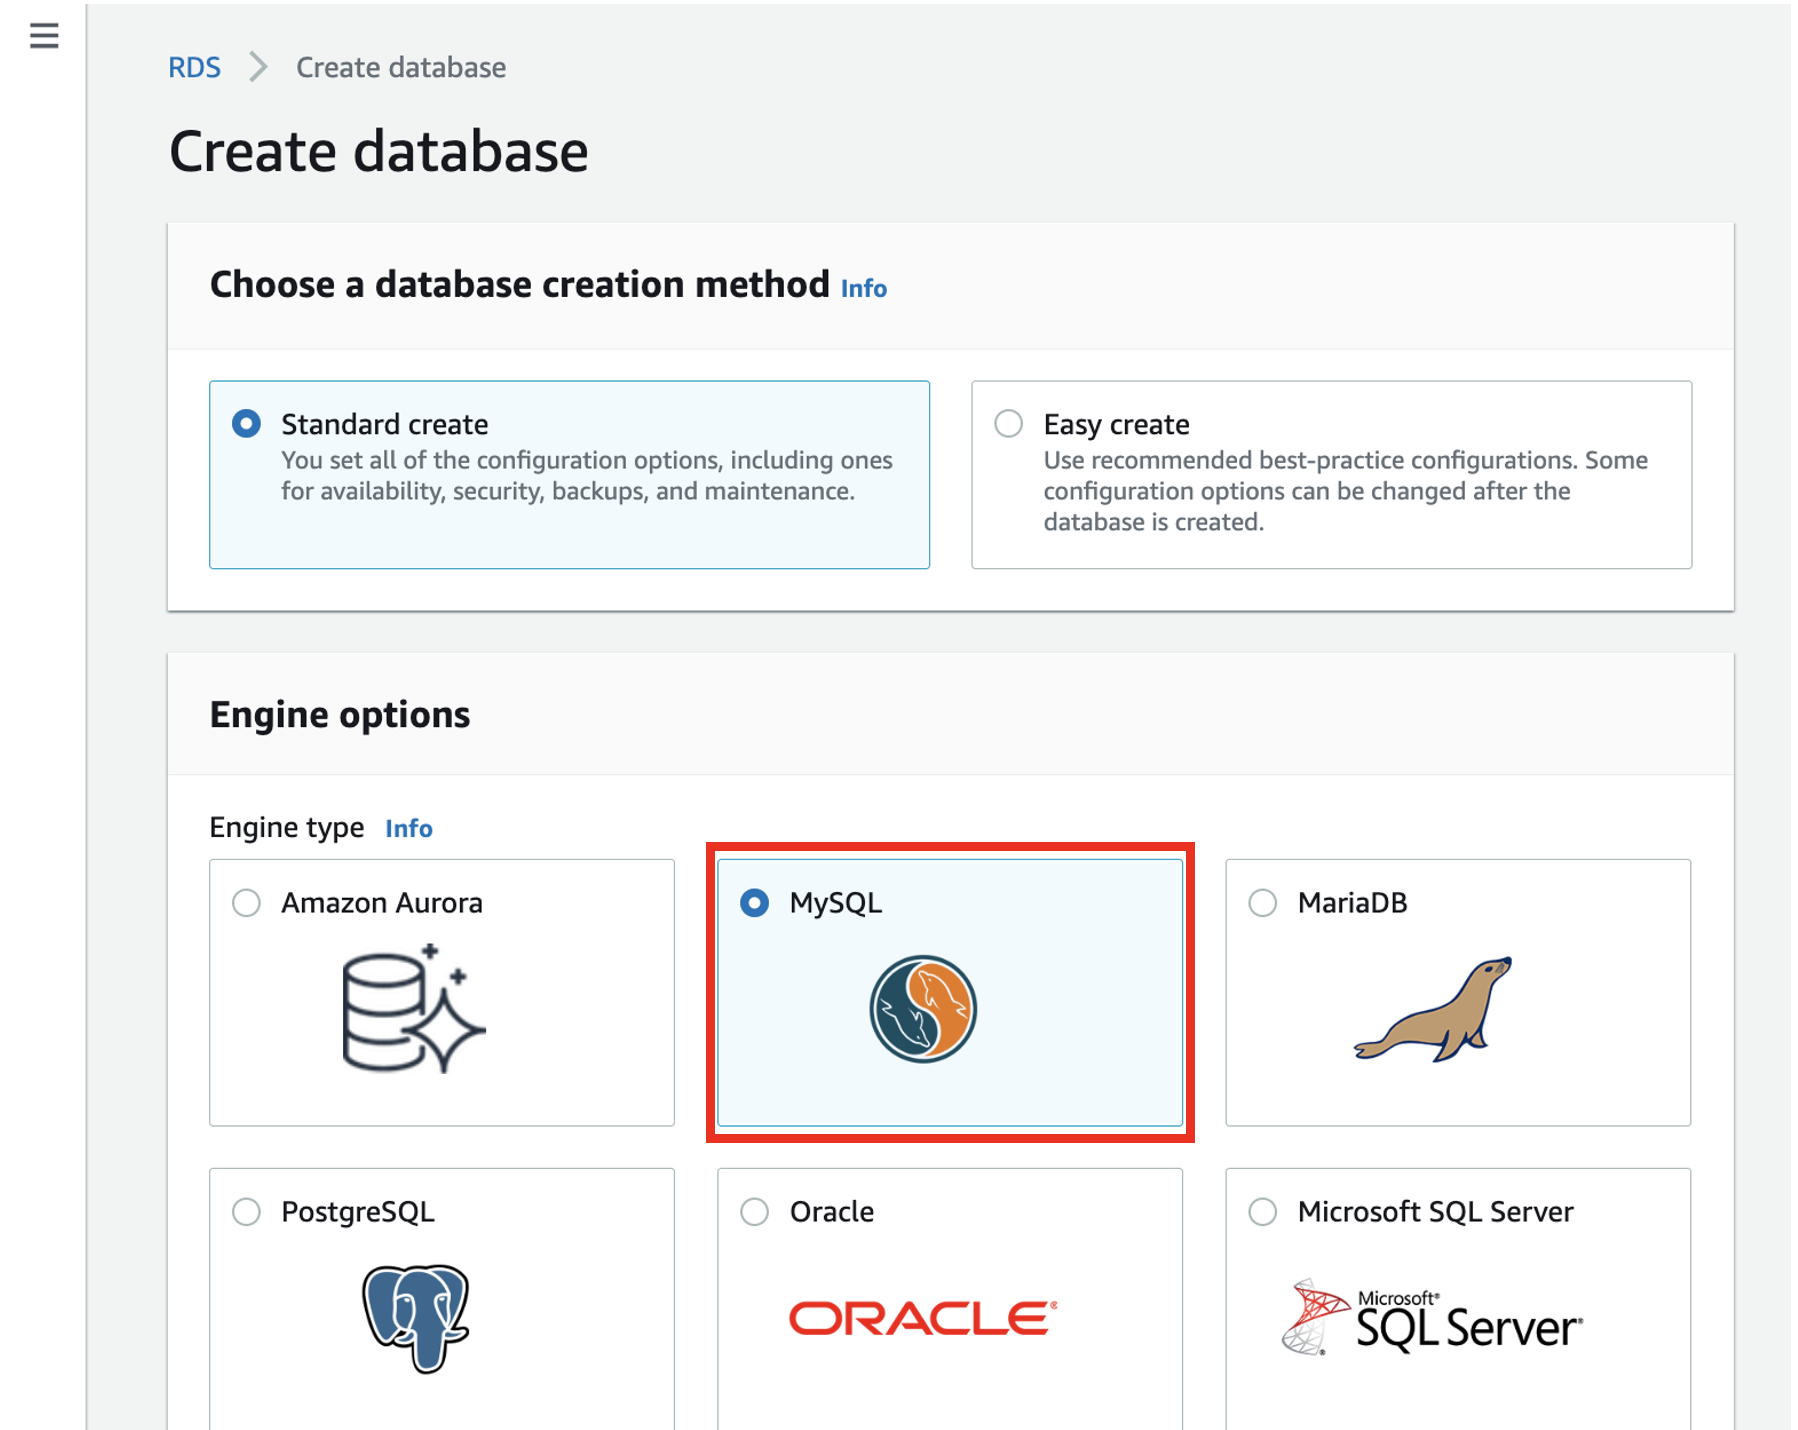 RDS > Create database
Create database
Choose a database creation method Info
Standard create
You set all of the configuration options, including ones
for availability, security, backups, and maintenance.
Easy create
Use recommended best-practice configurations. Some
configuration options can be changed after the
database is created.
Engine options
Engine type Info
Amazon Aurora
MySQL
MariaDB
PostgreSQL
Oracle
ORACLE®
Microsoft SQL Server
Microsoft®
SQL Server®